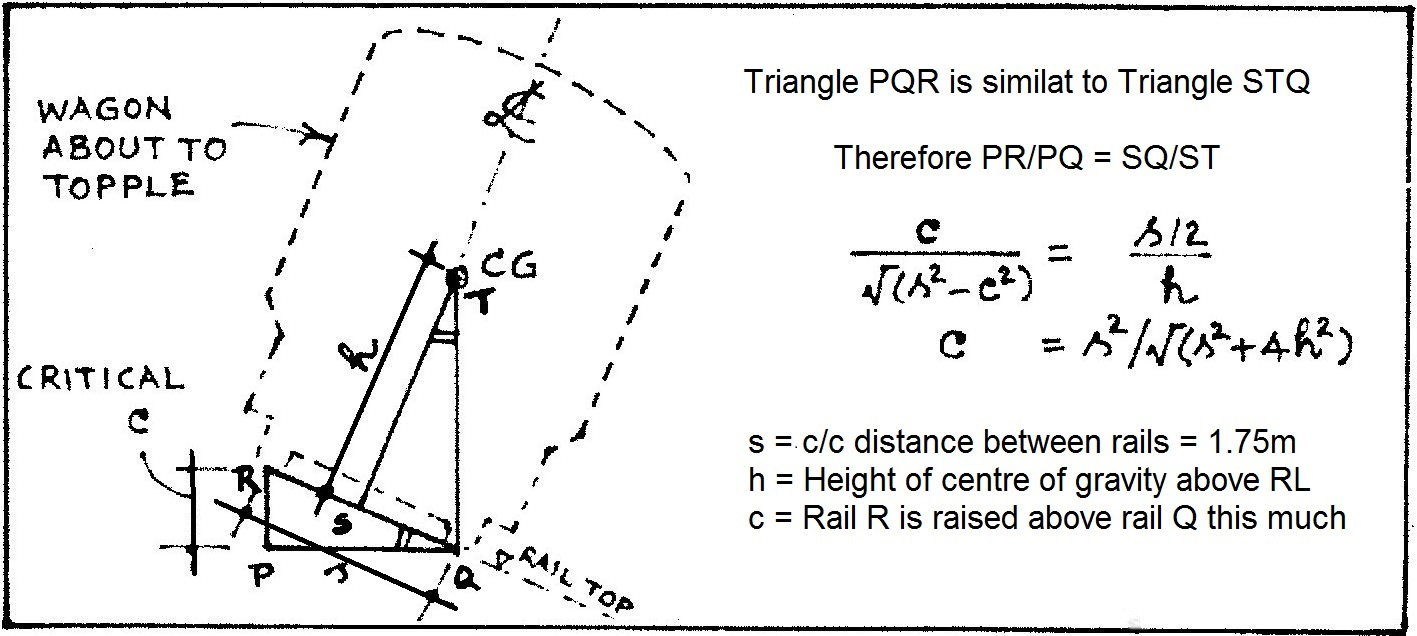 WAGON
ABOUT TO
TOPPLE
CRITICAL
C
℄
CG
T
h
R
S
P
s
Q
RAIL TOP
Triangle PQR is similat to Triangle STQ
Therefore PR/PQ = SQ/ST
c/√(s²-c²) = s/2/h
c = s²/√(s²+4h²)
s = c/c distance between rails = 1.75m
h = Height of centre of gravity above RL
c = Rail R is raised above rail Q this much